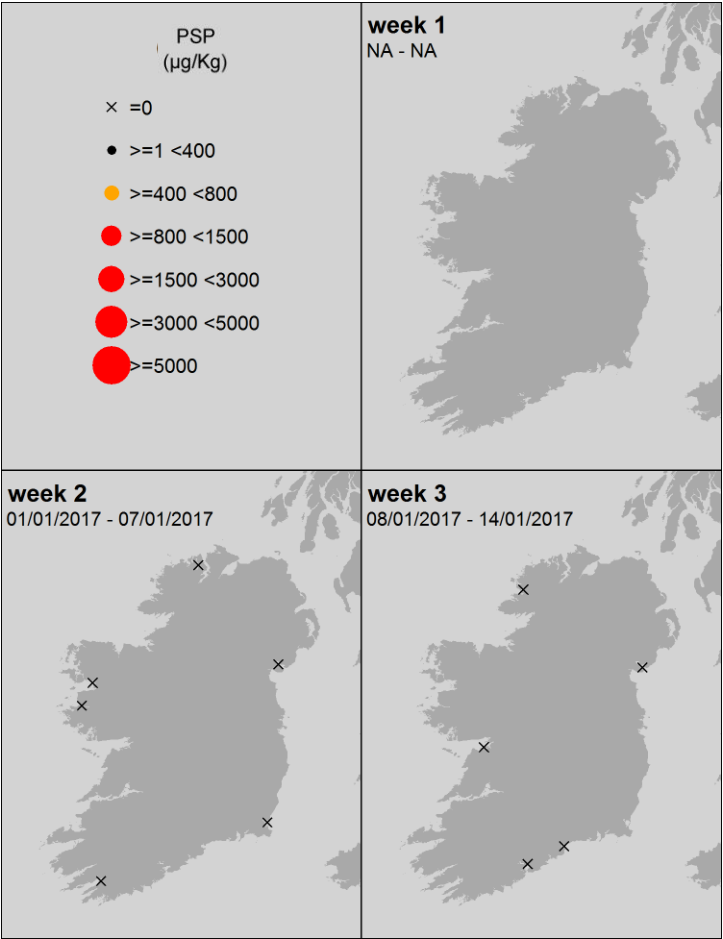 PSP
(µg/Kg)
=0
>=1 <400
>=400 <800
>=800 <1500
>=1500 <3000
>=3000 <5000
>=5000
week 1
NA - NA
week 2
01/01/2017 - 07/01/2017
week 3
08/01/2017 - 14/01/2017